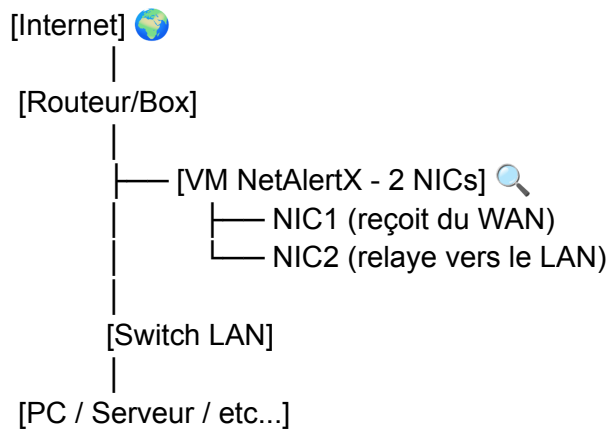 [Internet] 🌍
[Routeur/Box]
[VM NetAlertX - 2 NICs] 🔍
NIC1 (reçoit du WAN)
NIC2 (relaye vers le LAN)
[Switch LAN]
[PC / Serveur / etc...]